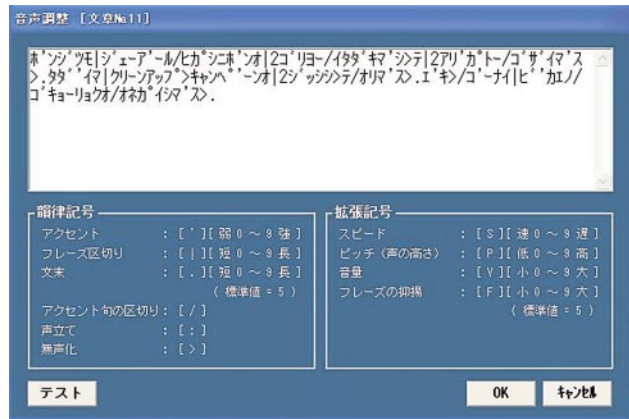 音声調整 [文章№11]
ﾎ'ﾝｼﾞﾂﾓ|ｼﾞｪーｱ'ール/ﾋｶﾟｼﾆﾎ'ﾝｵ|2ｺﾞﾘﾖー/ｲﾀﾀﾞｷﾏ'ｼ>ﾃ|2ｱﾘ'ｶﾟﾄー/ｺﾞｻﾞｲﾏ'ｽ
>.ﾀﾀﾞ'ｲﾏ|ｸﾘーﾝｱｯﾌﾟ>ｷｬﾝﾍﾟ'ーﾝｵ|2ｼﾞｯｼｼ>ﾃ/ｵﾘﾏ'ｽ>.ｴ'ｷ>/ｺ'ーﾅｲ|ﾋﾞ'ｶｴﾉ/
ｺﾞｷｮーﾘｮｸｵ/ｵﾈｶﾟｲｼﾏ'ｽ>.
韻律記号
アクセント : [ ' ][ 弱 0 ～ 9 強 ]
フレーズ区切り : [ | ][ 短 0 ～ 9 長 ]
文末 : [ . ][ 短 0 ～ 9 長 ]
( 標準値 = 5 )
アクセント句の区切り : [ / ]
声立て : [ : ]
無声化 : [ > ]
拡張記号
スピード : [ S ][ 速 0 ～ 9 遅 ]
ピッチ (声の高さ) : [ P ][ 低 0 ～ 9 高 ]
音量 : [ V ][ 小 0 ～ 9 大 ]
フレーズの抑揚 : [ F ][ 小 0 ～ 9 大 ]
( 標準値 = 5 )
テスト
OK
ｷｬﾝｾﾙ